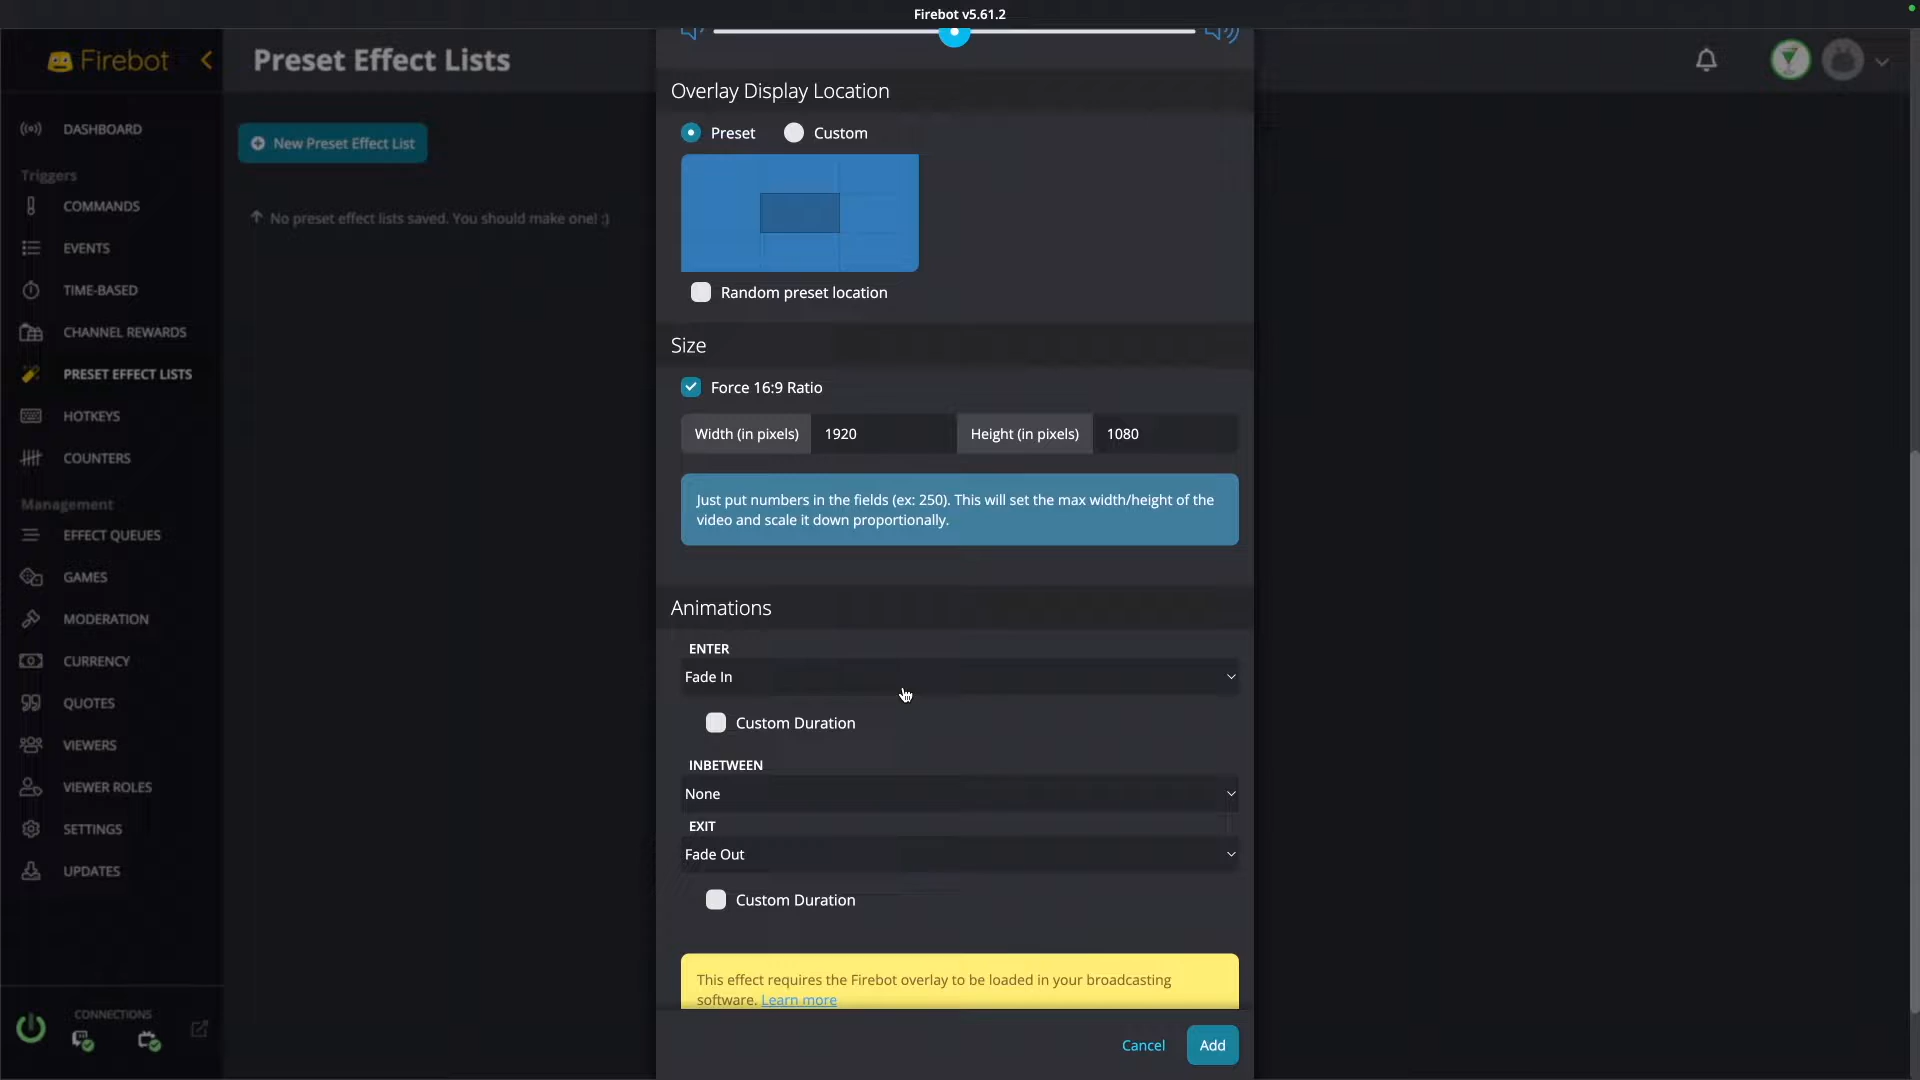 Firebot v5.61.2
Firebot
Preset Effect Lists
DASHBOARD
New Preset Effect List
Triggers
COMMANDS
No preset effect lists saved. You should make one! :)
EVENTS
TIME-BASED
CHANNEL REWARDS
PRESET EFFECT LISTS
HOTKEYS
COUNTERS
Management
EFFECT QUEUES
GAMES
MODERATION
CURRENCY
QUOTES
VIEWERS
VIEWER ROLES
SETTINGS
UPDATES
CONNECTIONS
Overlay Display Location
Preset
Custom
Random preset location
Size
Force 16:9 Ratio
Width (in pixels) 1920 Height (in pixels) 1080
Just put numbers in the fields (ex: 250). This will set the max width/height of the
video and scale it down proportionally.
Animations
ENTER
Fade In
Custom Duration
INBETWEEN
None
EXIT
Fade Out
Custom Duration
This effect requires the Firebot overlay to be loaded in your broadcasting
software. Learn more
Cancel
Add